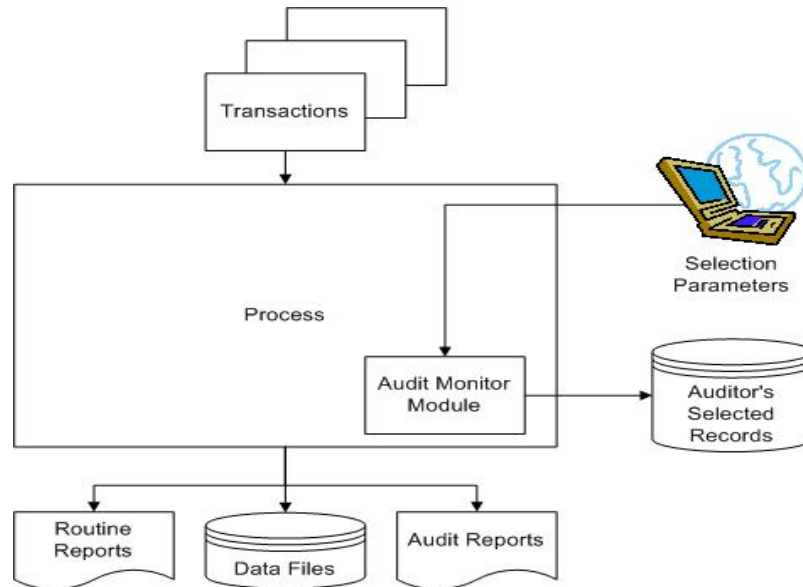 Transactions
Selection
Parameters
Process
Audit Monitor
Module
Auditor's
Selected
Records
Routine
Reports
Data Files
Audit Reports